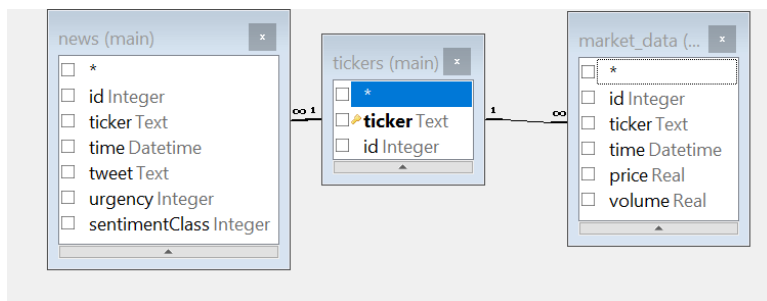 news (main)
x
*
id Integer
ticker Text
time Datetime
tweet Text
urgency Integer
sentimentClass Integer
∞ 1
tickers (main)
x
*
ticker Text
id Integer
1 ∞
market_data (...
x
*
id Integer
ticker Text
time Datetime
price Real
volume Real